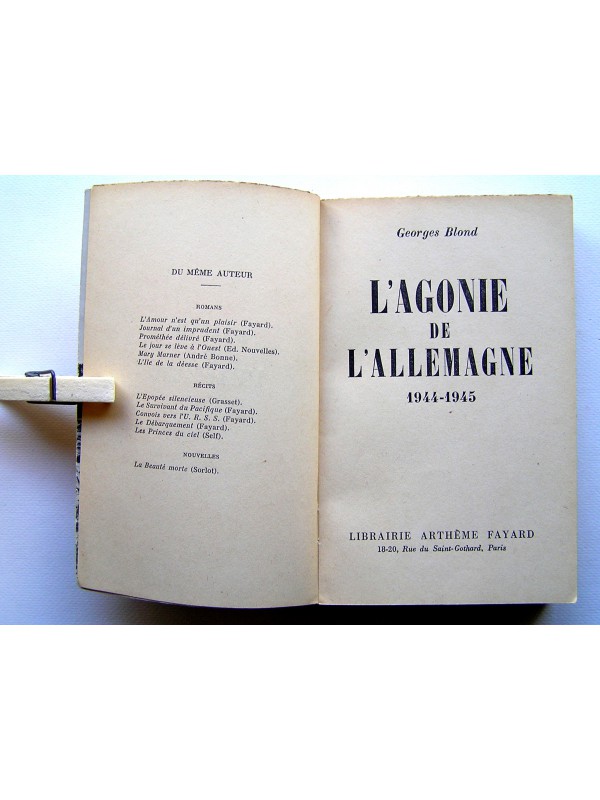 DU MÊME AUTEUR
ROMANS
L'Amour n'est qu'un plaisir (Fayard).
Journal d'un imprudent (Fayard).
Prométhée délivré (Fayard).
Le jour se lève à l'Ouest (Ed. Nouvelles).
Mary Marner (André Bonne).
L'Ile de la déesse (Fayard).
RÉCITS
L'Epopée silencieuse (Grasset).
Le Survivant du Pacifique (Fayard).
Convois vers l'U. R. S. S. (Fayard).
Le Débarquement (Fayard).
Les Princes du ciel (Self).
NOUVELLES
La Beauté morte (Sorlot).
Georges Blond
L'AGONIE
DE
L'ALLEMAGNE
1944-1945
LIBRAIRIE ARTHÈME FAYARD
18-20, Rue du Saint-Gothard, Paris